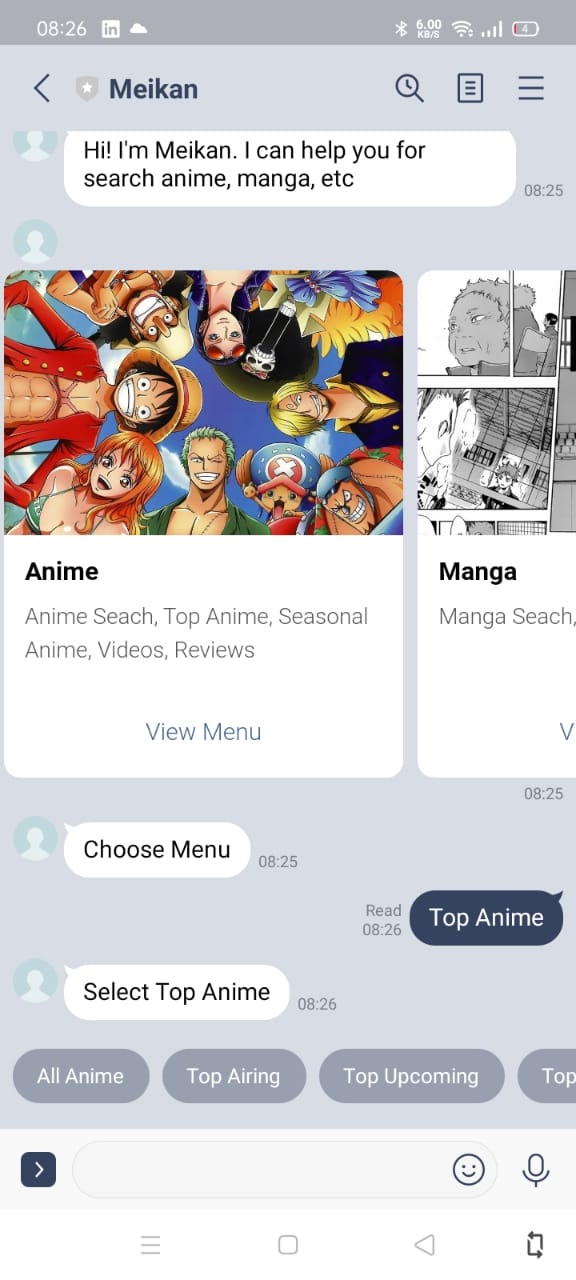 08:26
6.00
KB/S
4
Meikan
Hi! I'm Meikan. I can help you for
search anime, manga, etc
08:25
Anime
Anime Seach, Top Anime, Seasonal
Anime, Videos, Reviews
View Menu
Manga
Manga Seach,
V
08:25
Choose Menu
08:25
Read
08:26
Top Anime
Select Top Anime
08:26
All Anime
Top Airing
Top Upcoming
Top